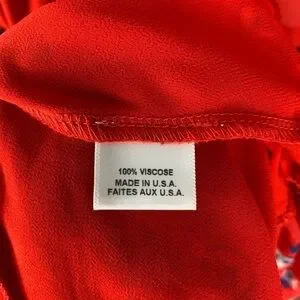 100% VISCOSE
MADE IN U.S.A.
FAITES AUX U.S.A.